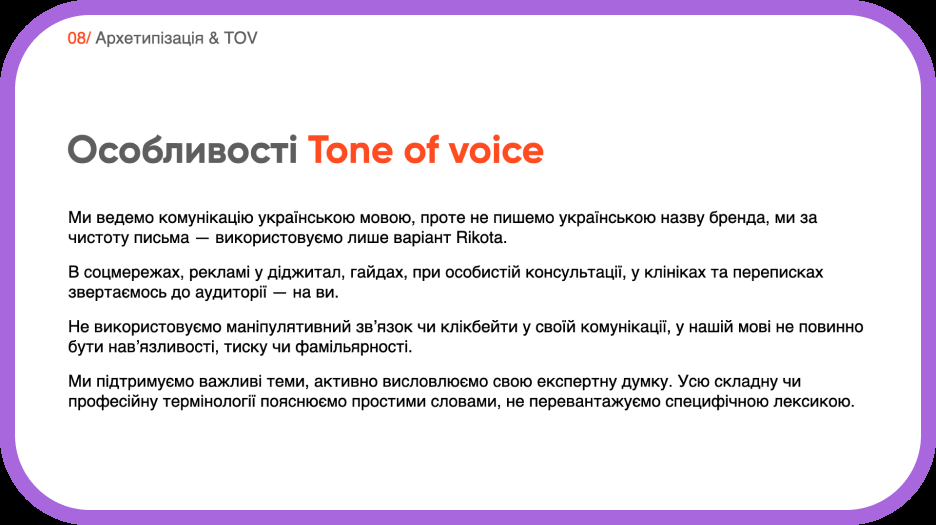 08/ Архетипізація & TOV
Особливості Tone of voice
Ми ведемо комунікацію українською мовою, проте не пишемо українською назву бренда, ми за
чистоту письма — використовуємо лише варіант Rikota.
В соцмережах, рекламі у діджитал, гайдах, при особистій консультації, у клініках та переписках
звертаємось до аудиторії — на ви.
Не використовуємо маніпулятивний зв’язок чи клікбейти у своїй комунікації, у нашій мові не повинно
бути нав’язливості, тиску чи фамільярності.
Ми підтримуємо важливі теми, активно висловлюємо свою експертну думку. Усю складну чи
професійну термінології пояснюємо простими словами, не перевантажуємо специфічною лексикою.